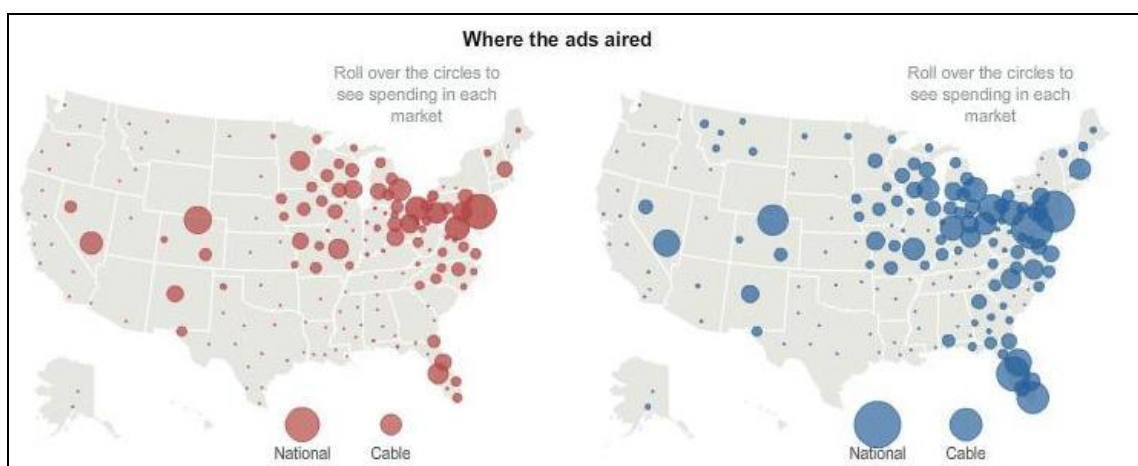 Where the ads aired
Roll over the circles to
see spending in each
market
Roll over the circles to
see spending in each
market
National Cable
National Cable